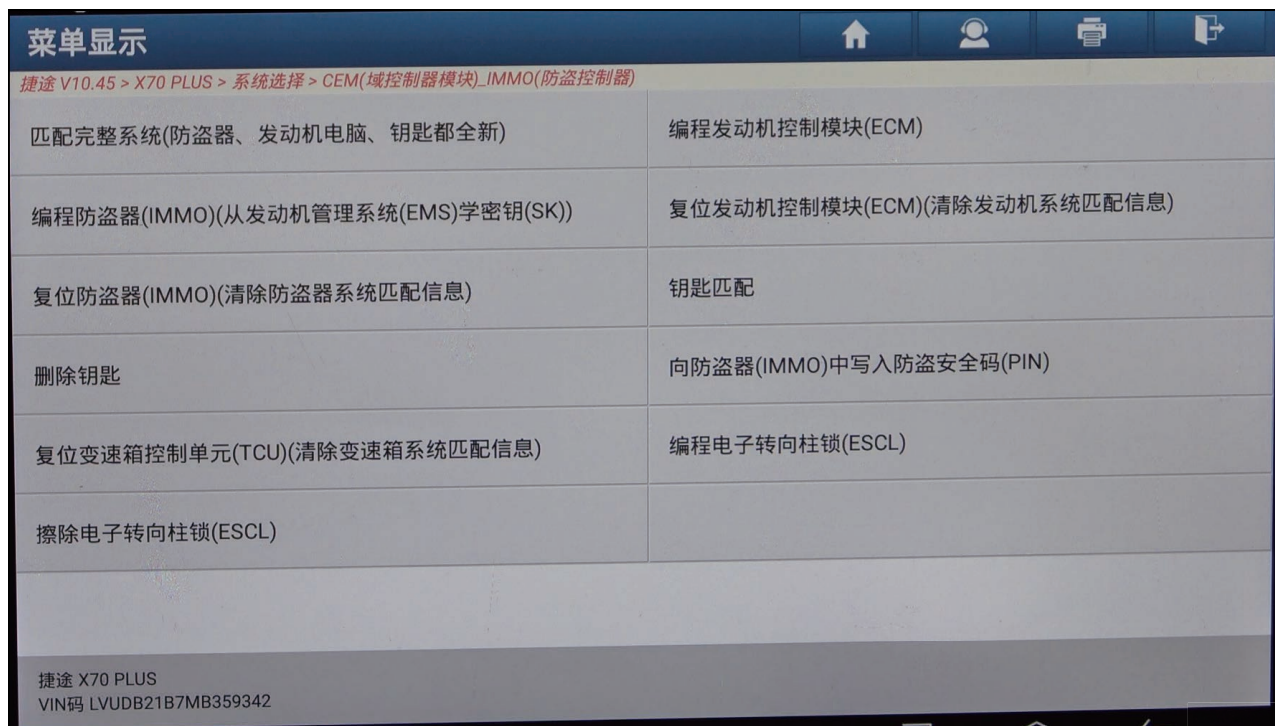 菜单显示
捷途 V10.45 > X70 PLUS > 系统选择 > CEM(域控制器模块)_IMMO(防盗控制器)
匹配完整系统(防盗器、发动机电脑、钥匙都全新)
编程发动机控制模块(ECM)
编程防盗器(IMMO)(从发动机管理系统(EMS)学密钥(SK))
复位发动机控制模块(ECM)(清除发动机系统匹配信息)
复位防盗器(IMMO)(清除防盗器系统匹配信息)
钥匙匹配
删除钥匙
向防盗器(IMMO)中写入防盗安全码(PIN)
复位变速箱控制单元(TCU)(清除变速箱系统匹配信息)
编程电子转向柱锁(ESCL)
擦除电子转向柱锁(ESCL)
捷途 X70 PLUS
VIN码 LVUDB21B7MB359342